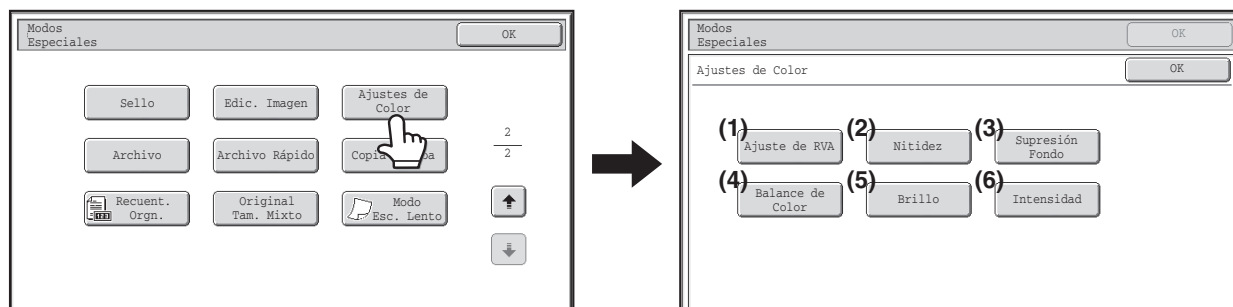 Modos
Especiales
OK
Sello
Edic. Imagen
Ajustes de
Color
Archivo
Archivo Rápido
2
2
Recuent.
Orgn.
Original
Tam. Mixto
Modo
Esc. Lento
Modos
Especiales
OK
Ajustes de Color
OK
(1)
Ajuste de RVA
(2)
Nitidez
(3)
Supresión
Fondo
(4)
Balance de
Color
(5)
Brillo
(6)
Intensidad